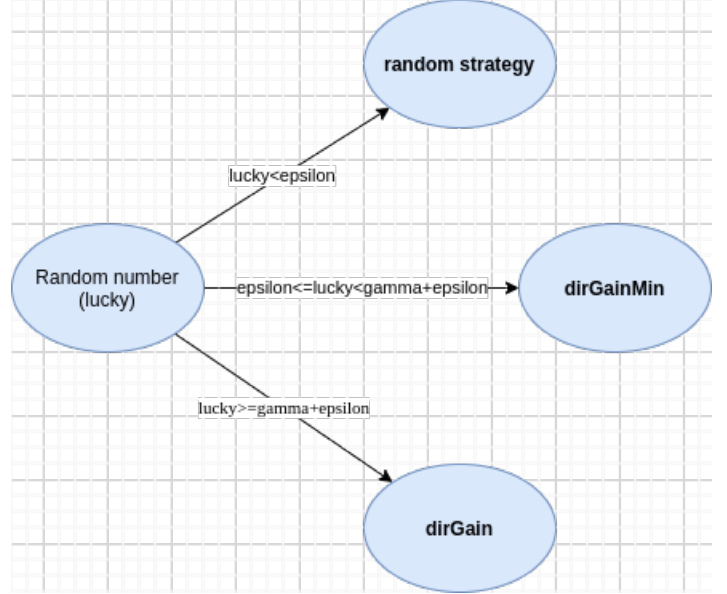 random strategy
lucky<epsilon
Random number
(lucky)
epsilon<=lucky<gamma+epsilon
dirGainMin
lucky>=gamma+epsilon
dirGain